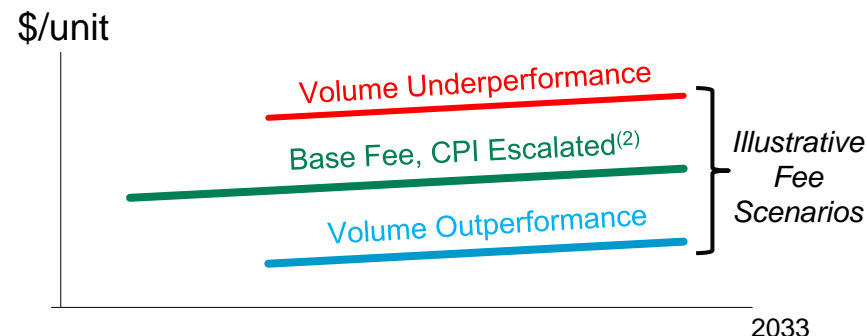 $/unit
Volume Underperformance
Base Fee, CPI Escalated(2)
Volume Outperformance
Illustrative
Fee
Scenarios
2033